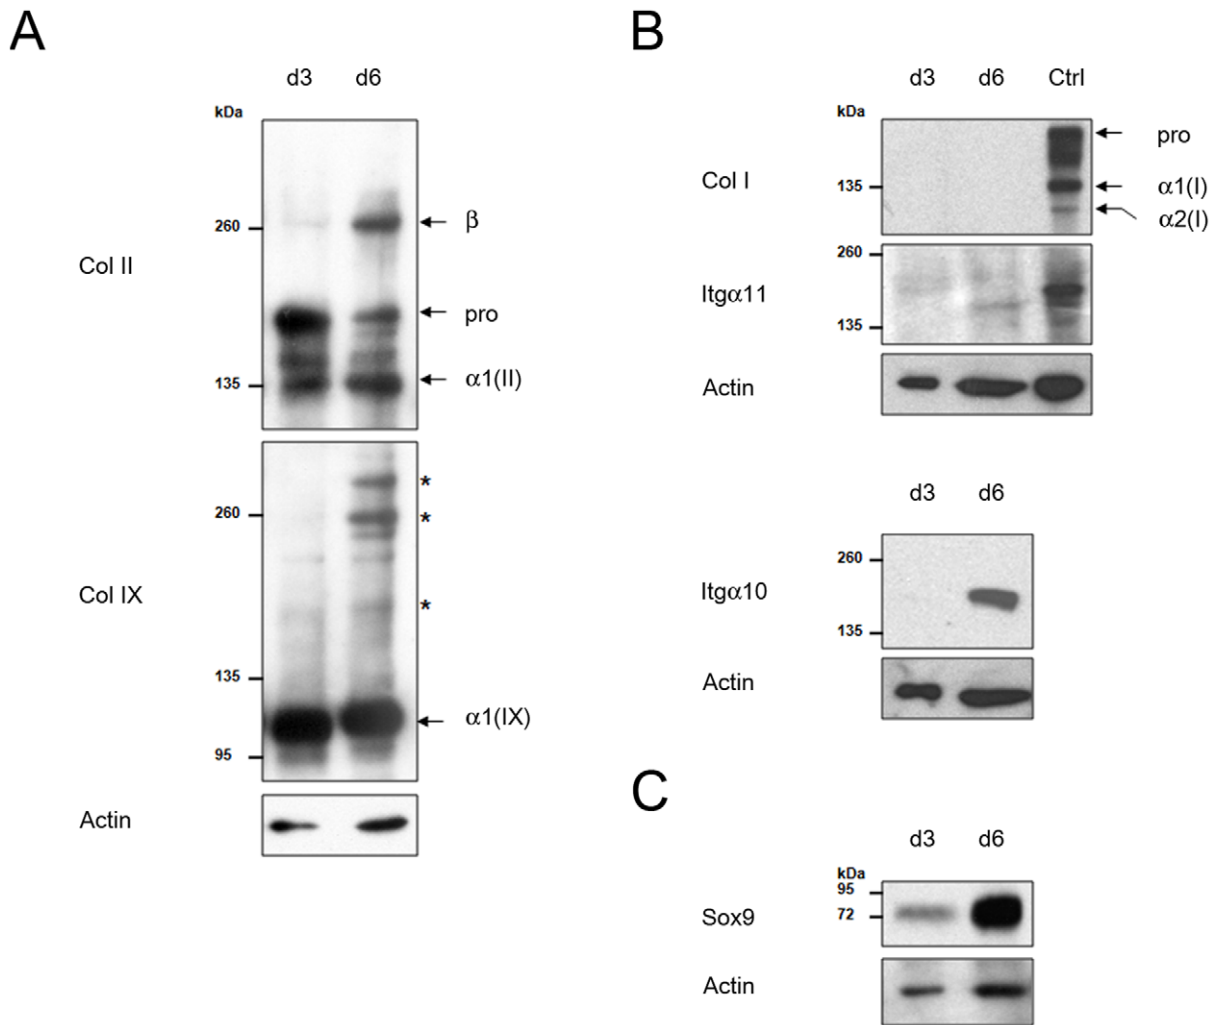 A
d3 d6
kDa
Col II
260
135
β
pro
α1(II)
Col IX
260
135
95
*
*
*
α1(IX)
Actin
B
d3 d6 Ctrl
kDa
Col I
135
pro
α1(I)
α2(I)
Itgα11
260
135
Actin
d3 d6
Itgα10
260
135
Actin
C
d3 d6
kDa
95
72
Sox9
Actin